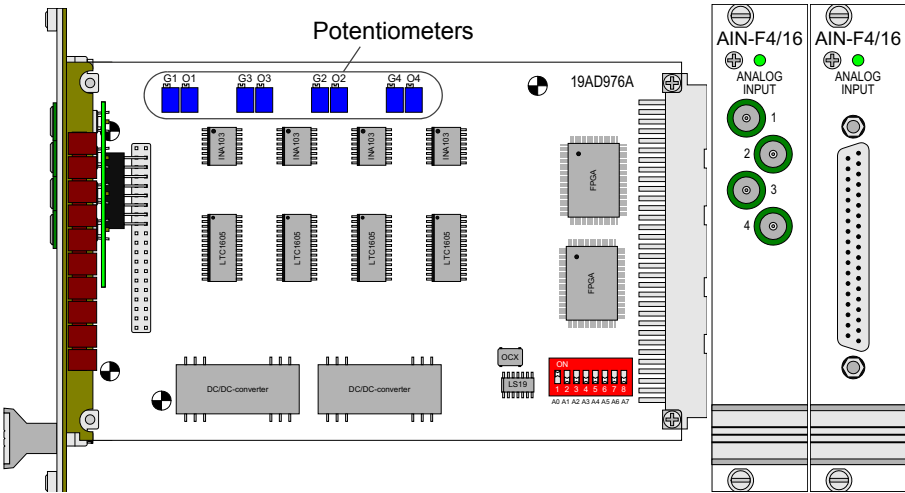 Potentiometers
G1 O1 G3 O3 G2 O2 G4 O4
19AD976A
INA103 INA103 INA103 INA103
LTC1605 LTC1605 LTC1605 LTC1605
FPGA
FPGA
DC/DC-converter DC/DC-converter
OCX
LS19
ON
1 2 3 4 5 6 7 8
A0 A1 A2 A3 A4 A5 A6 A7
AIN-F4/16
ANALOG
INPUT
1
2
3
4
AIN-F4/16
ANALOG
INPUT